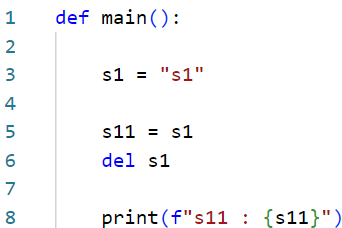 1 def main():
2
3     s1 = "s1"
4
5     s11 = s1
6     del s1
7
8     print(f"s11 : {s11}")